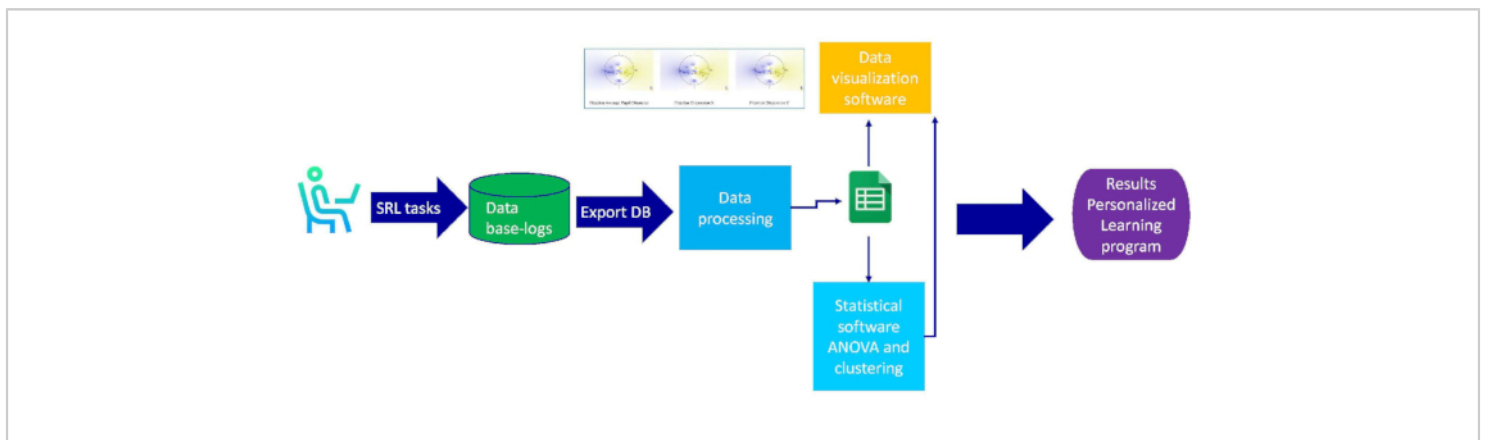 Data
visualization
software
SRL tasks
Data
base-logs
Export DB
Data
processing
Results
Personalized
Learning
program
Statistical
software
ANOVA and
clustering